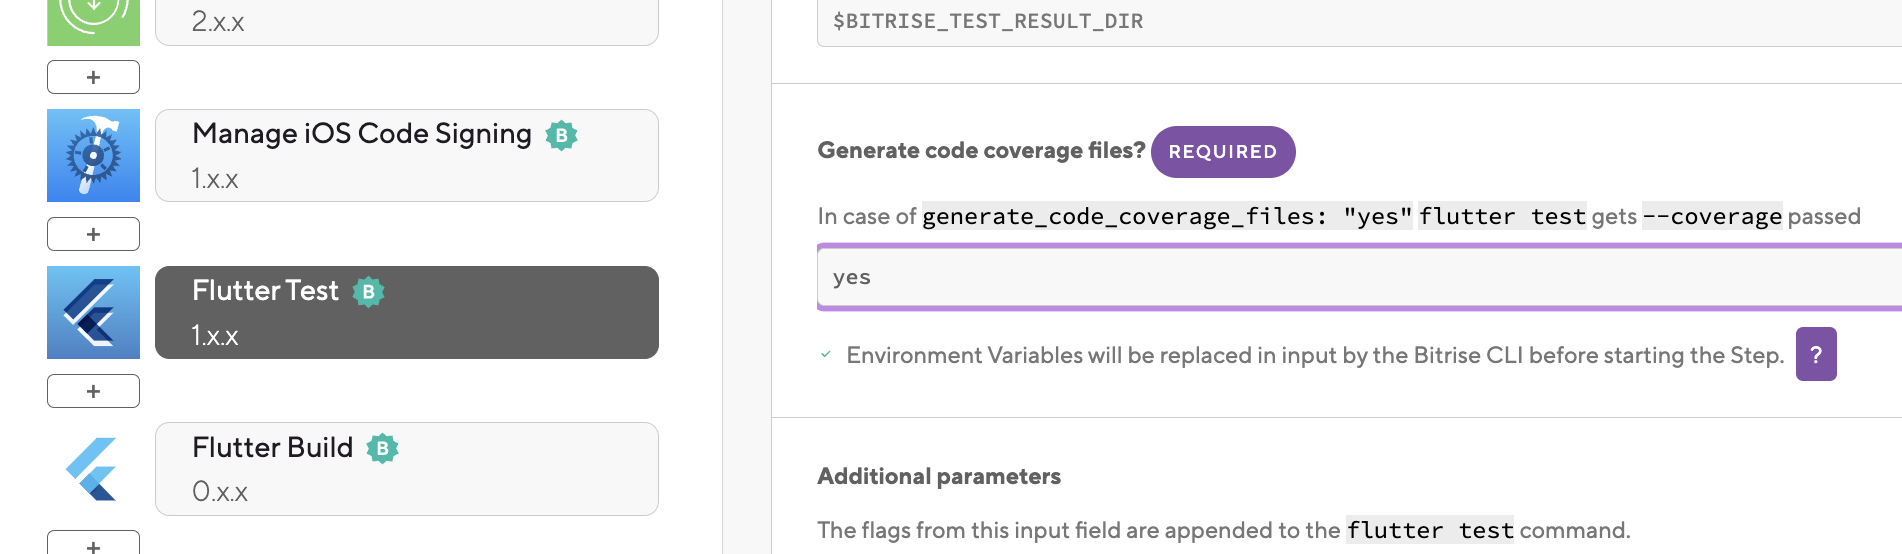 2.x.x
+
Manage iOS Code Signing B
1.x.x
+
Flutter Test B
1.x.x
+
Flutter Build B
0.x.x
+
$BITRISE_TEST_RESULT_DIR
Generate code coverage files? REQUIRED
In case of generate_code_coverage_files: "yes" flutter test gets --coverage passed
yes
Environment Variables will be replaced in input by the Bitrise CLI before starting the Step. ?
Additional parameters
The flags from this input field are appended to the flutter test command.